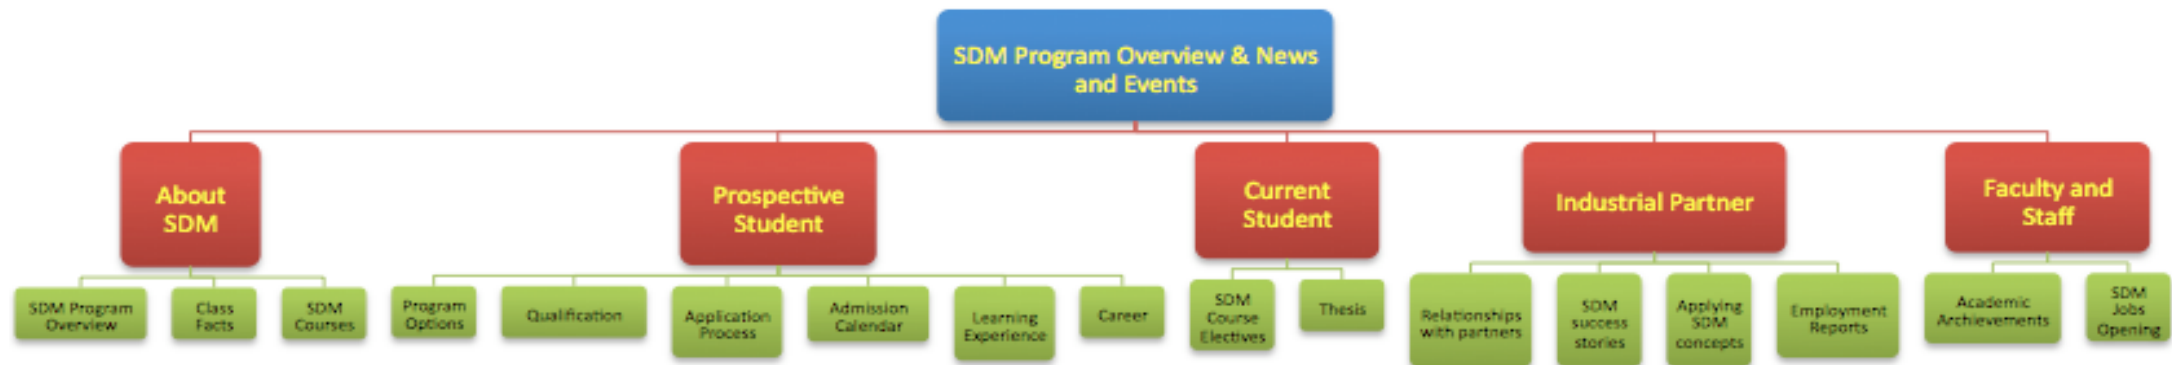 SDM Program Overview & News
and Events
About
SDM
Prospective
Student
Current
Student
Industrial Partner
Faculty and
Staff
SDM Program
Overview
Class
Facts
SDM
Courses
Program
Options
Qualification
Application
Process
Admission
Calendar
Learning
Experience
Career
SDM
Course
Electives
Thesis
Relationships
with partners
SDM
success
stories
Applying
SDM
concepts
Employment
Reports
Academic
Archievements
SDM
Jobs
Opening